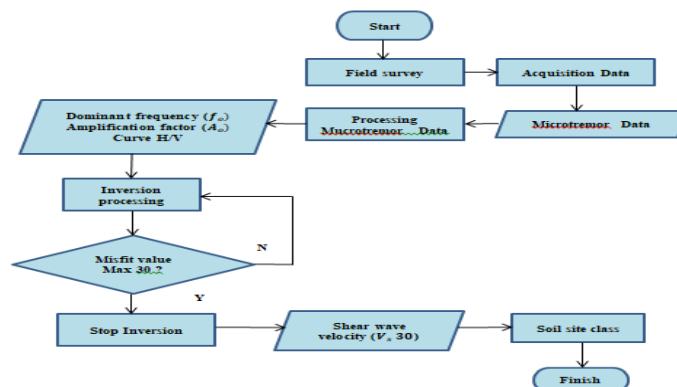 Start
Field survey
Acquisition Data
Dominant frequency (fₒ)
Amplification factor (Aₒ)
Curve H/V
Processing
Mucrotremor Data
Microtremor Data
Inversion
processing
N
Misfit value
Max 30 ?
Y
Stop Inversion
Shear wave
velocity (Vₛ 30)
Soil site class
Finish